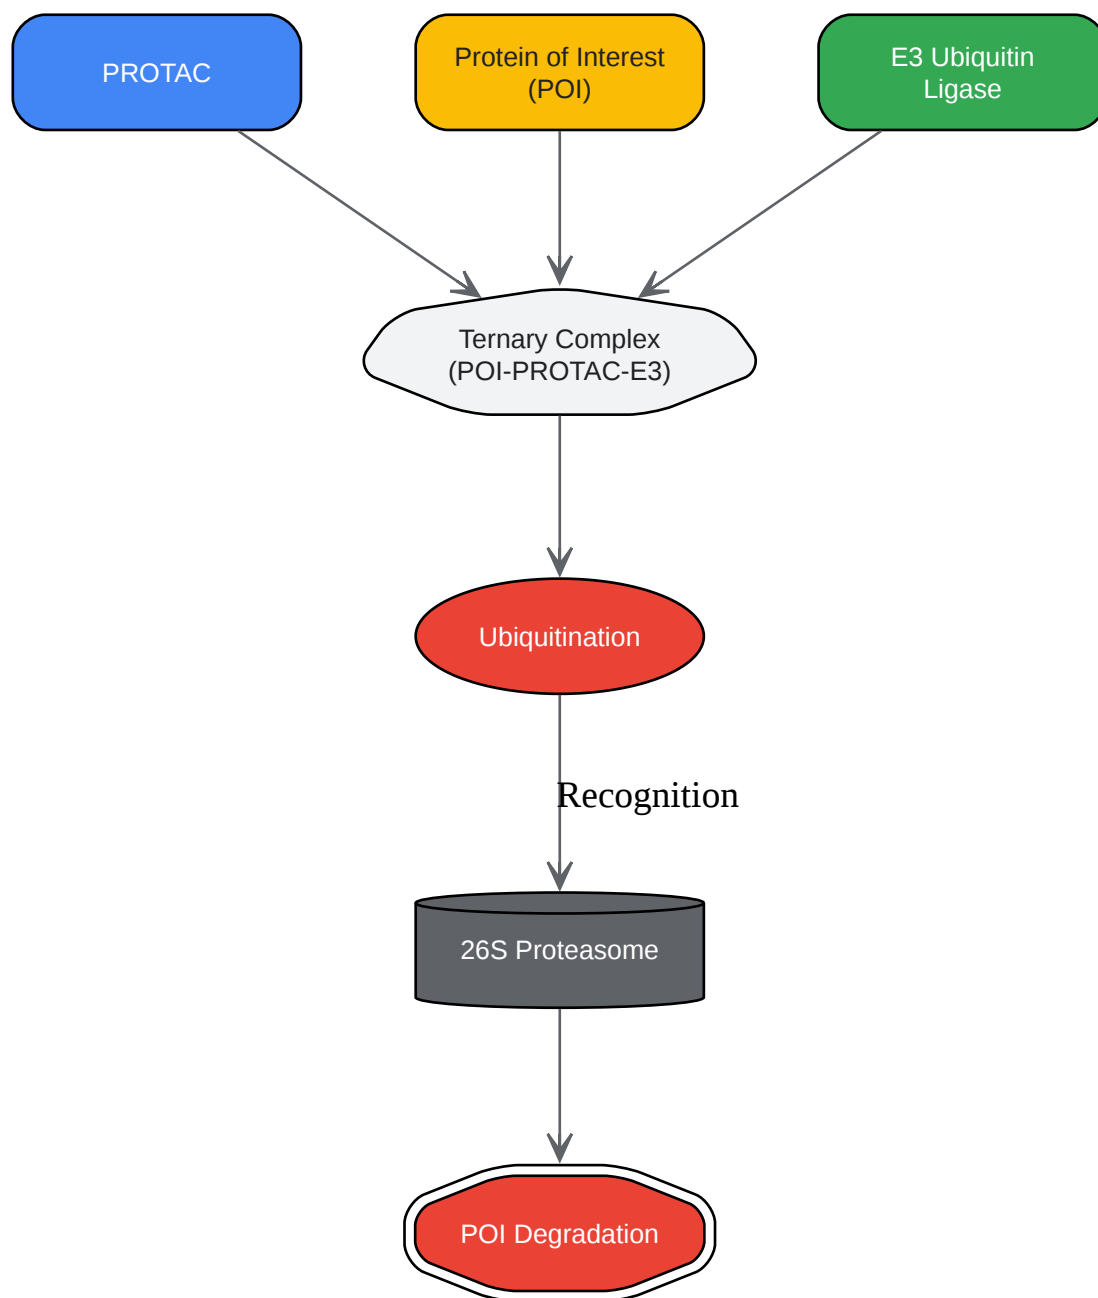 PROTAC
Protein of Interest
(POI)
E3 Ubiquitin
Ligase
Ternary Complex
(POI-PROTAC-E3)
Ubiquitination
Recognition
26S Proteasome
POI Degradation